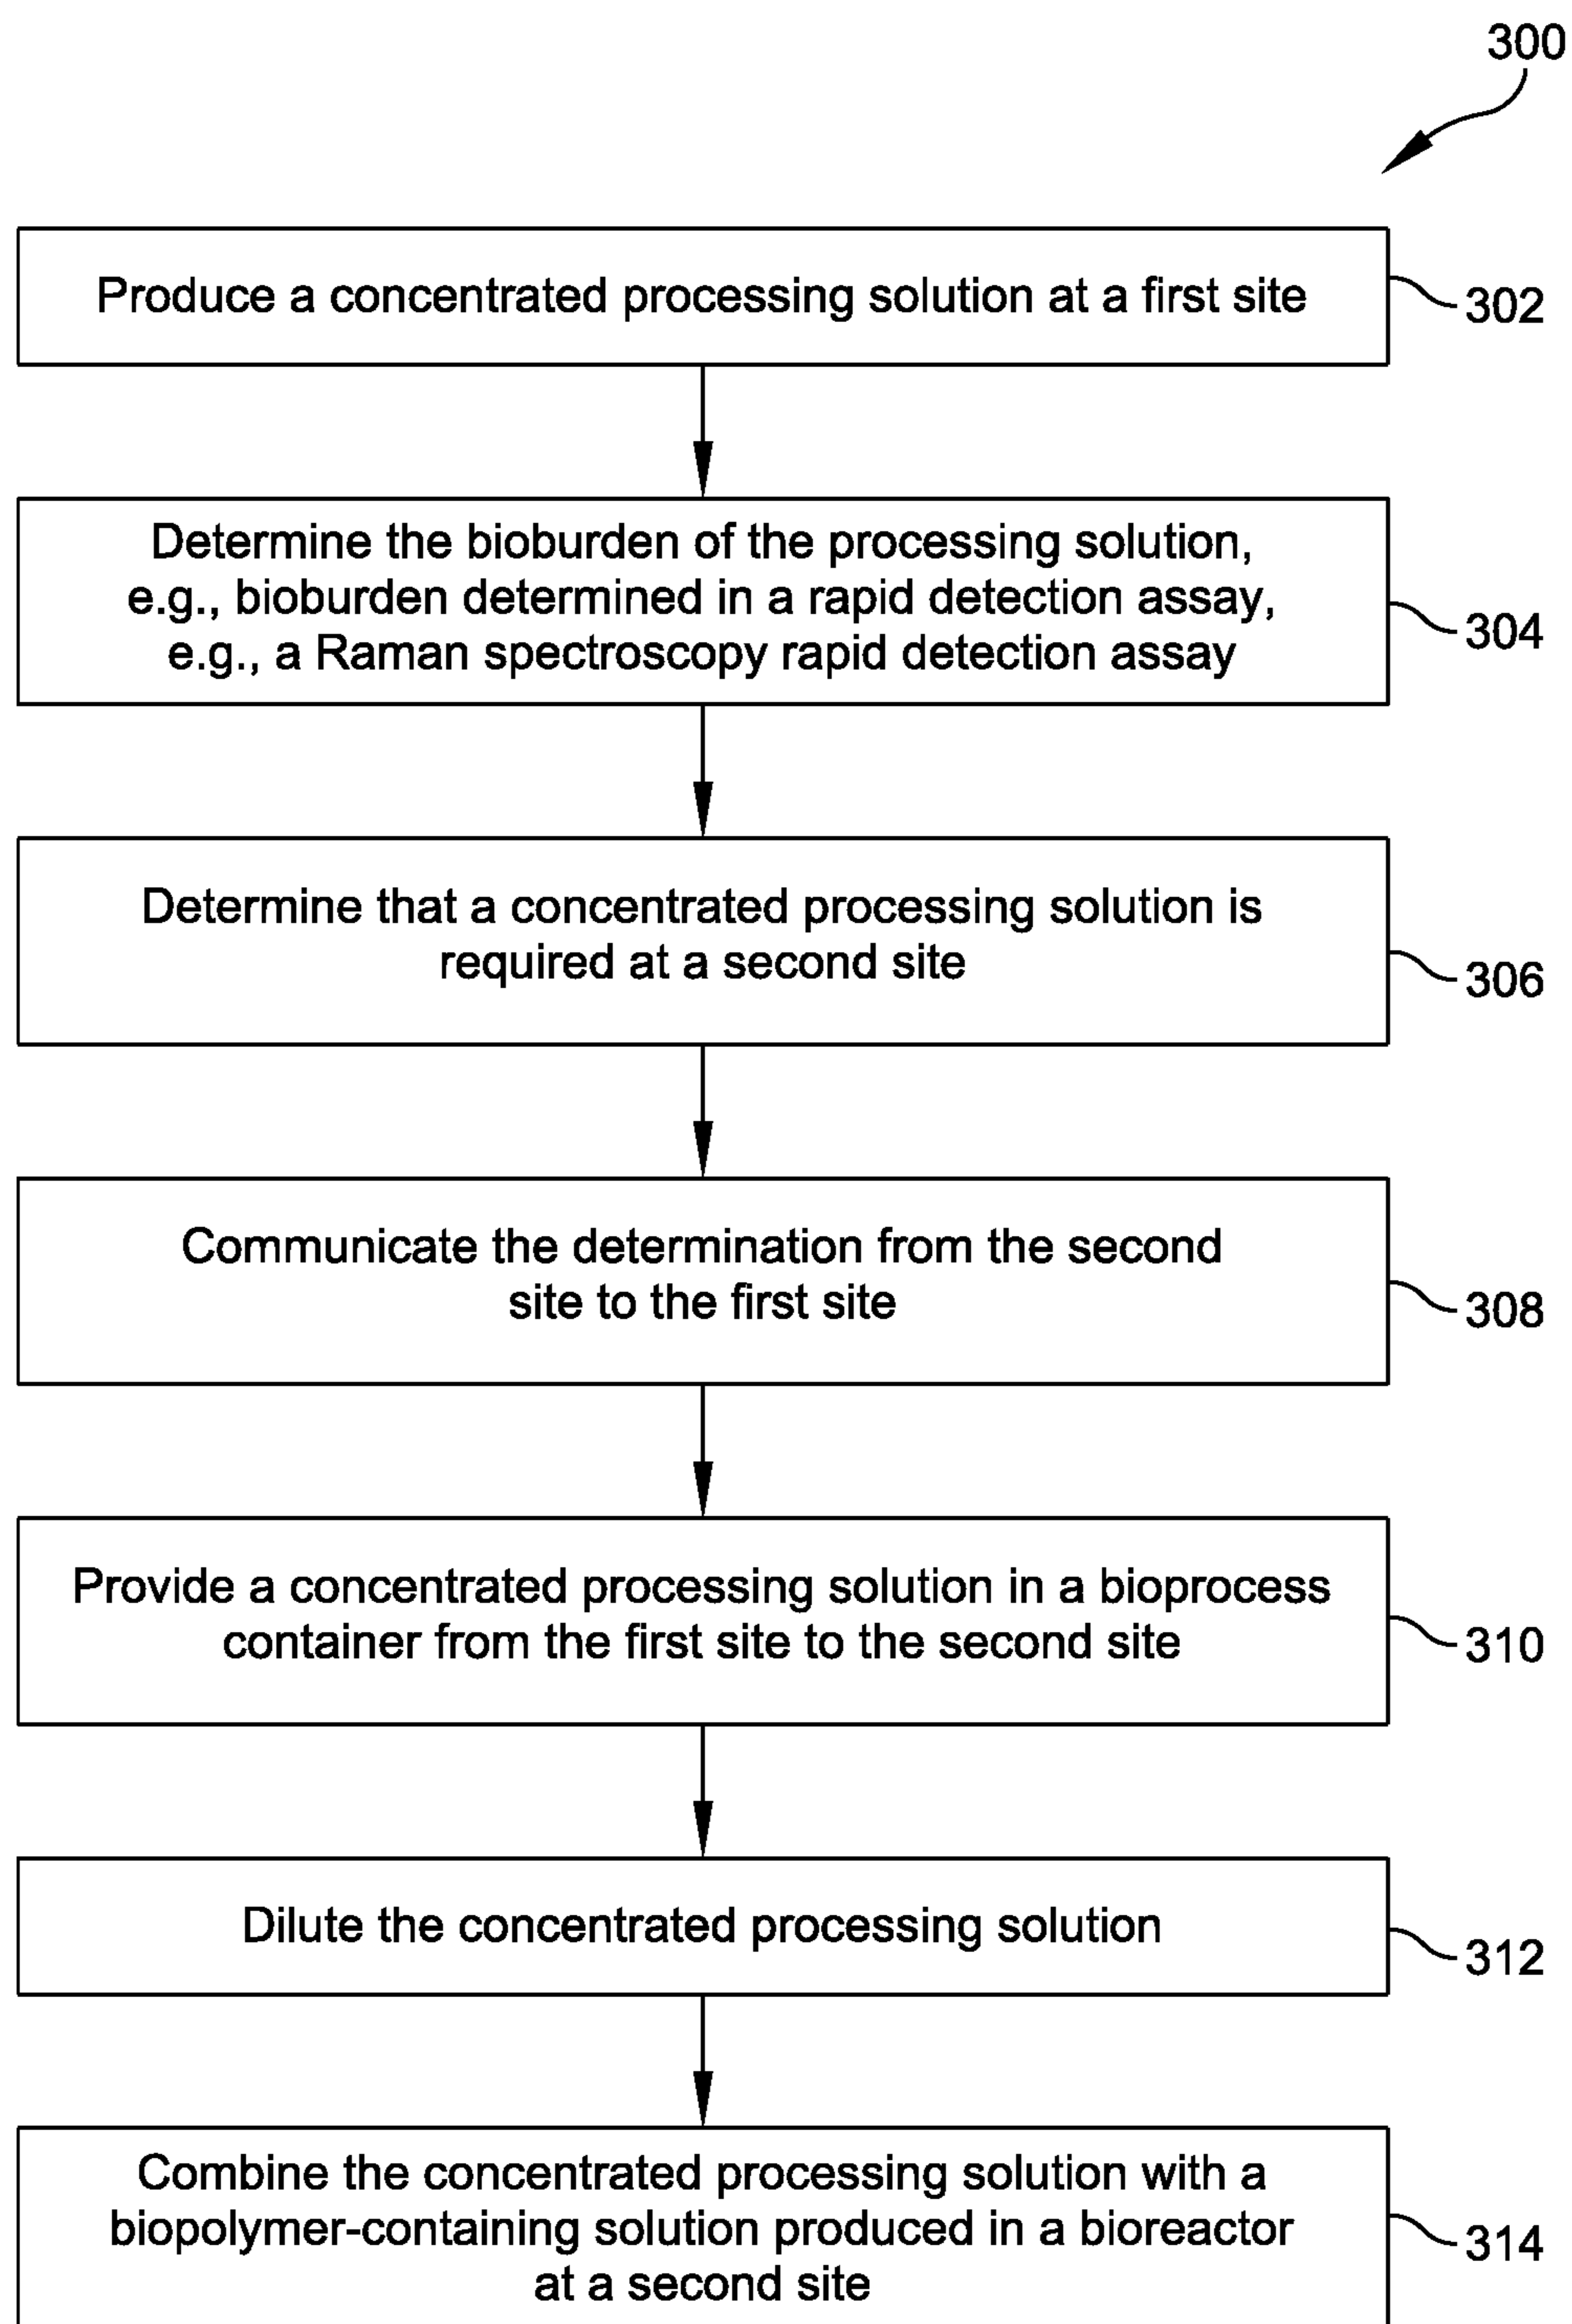 300
Produce a concentrated processing solution at a first site
302
Determine the bioburden of the processing solution,
e.g., bioburden determined in a rapid detection assay,
e.g., a Raman spectroscopy rapid detection assay
304
Determine that a concentrated processing solution is
required at a second site
306
Communicate the determination from the second
site to the first site
308
Provide a concentrated processing solution in a bioprocess
container from the first site to the second site
310
Dilute the concentrated processing solution
312
Combine the concentrated processing solution with a
biopolymer-containing solution produced in a bioreactor
at a second site
314